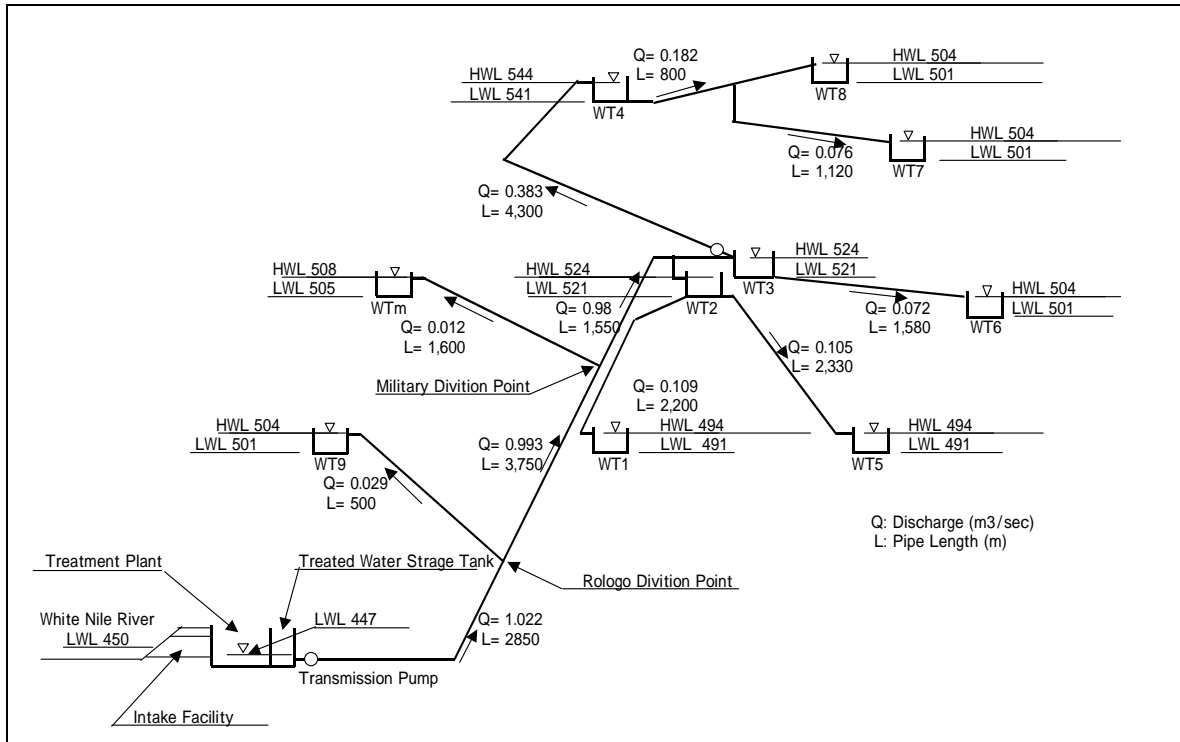 Q= 0.182
L= 800
HWL 504
LWL 501
WT8
HWL 544
LWL 541
WT4
HWL 504
LWL 501
WT7
Q= 0.076
L= 1,120
Q= 0.383
L= 4,300
HWL 524
LWL 521
WT3
HWL 508
LWL 505
WTm
HWL 524
LWL 521
WT2
HWL 504
LWL 501
WT6
Q= 0.072
L= 1,580
Q= 0.98
L= 1,550
Q= 0.012
L= 1,600
Q= 0.105
L= 2,330
Military Divition Point
Q= 0.109
L= 2,200
HWL 494
LWL 491
WT1
HWL 494
LWL 491
WT5
HWL 504
LWL 501
WT9
Q= 0.993
L= 3,750
Q= 0.029
L= 500
Q: Discharge (m3/sec)
L: Pipe Length (m)
Treatment Plant
Treated Water Strage Tank
Rologo Divition Point
White Nile River
LWL 450
LWL 447
Q= 1.022
L= 2850
Transmission Pump
Intake Facility